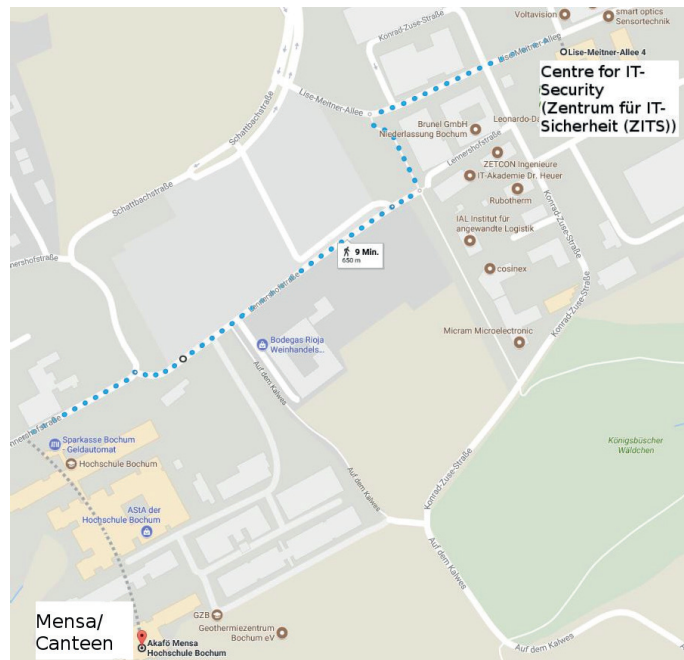 Voltavision
smart optics
Sensortechnik
Konrad-Zuse-Straße
Lise-Meitner-Allee
Lise-Meitner-Allee 4
Centre for IT-
Security
(Zentrum für IT-
Sicherheit (ZITS))
Lise-Meitner-Allee
Schattbachstraße
Brunel GmbH
Niederlassung Bochum
Lennershofstraße
ZETCON Ingenieure
IT-Akademie Dr. Heuer
Rubotherm
Schattbachstraße
IAL Institut für
angewandte Logistik
Konrad-Zuse-Straße
9 Min.
650 m
cosinex
Konrad-Zuse-Straße
Micram Microelectronic
Bodegas Rioja
Weinhandels...
Auf dem Kalwes
Sparkasse Bochum
- Geldautomat
Hochschule Bochum
Königsbüscher
Wäldchen
Auf dem Kalwes
Konrad-Zuse-Straße
AStA der
Hochschule Bochum
Auf dem Kalwes
GZB
Geothermiezentrum
Bochum eV
Auf dem Kalwes
Mensa/
Canteen
Akafö Mensa
Hochschule Bochum